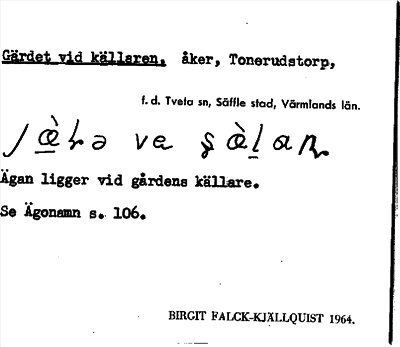 Gärdet vid källaren, åker, Tonerudstorp,
f. d. Tveta sn, Säffle stad, Värmlands län.
va
Ägan ligger vid gårdens källare.
Se Ägonamn s. 106.
BIRGIT FALCK-KJÄLLQUIST 1964.